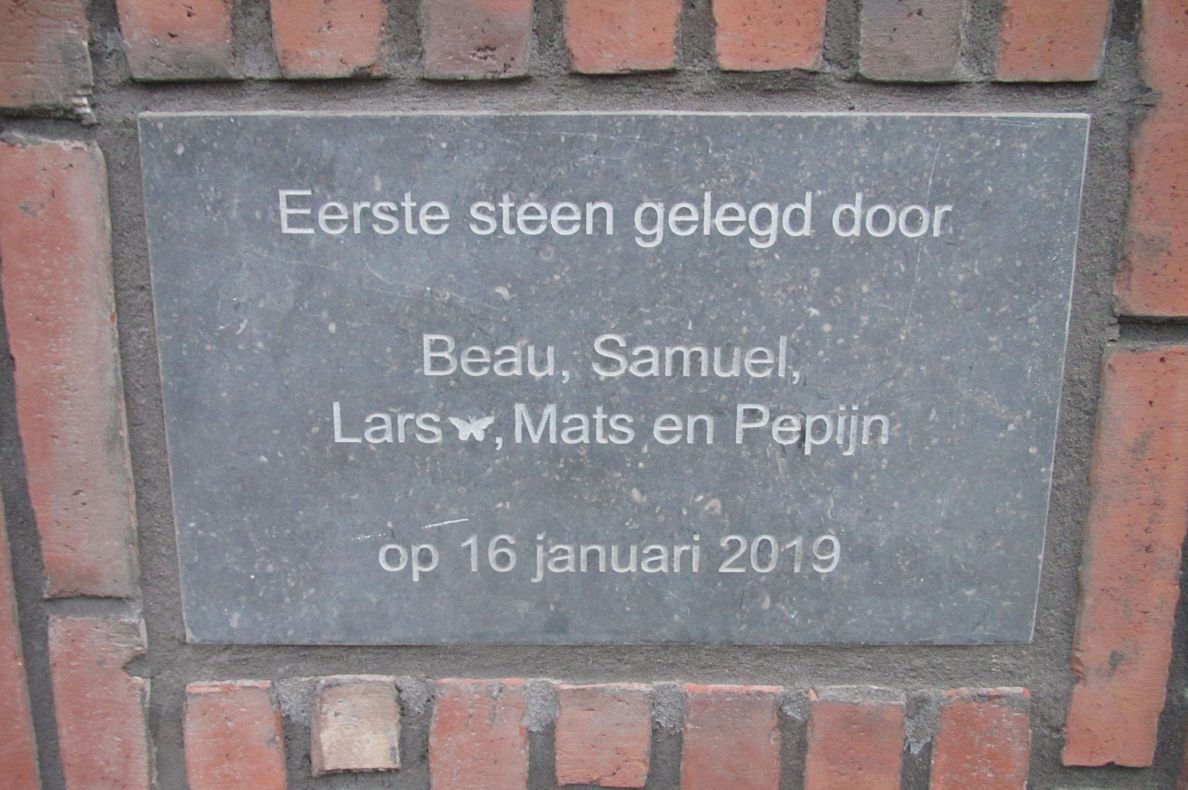 Eerste steen gelegd door
Beau, Samuel,
Lars, Mats en Pepijn
op 16 januari 2019